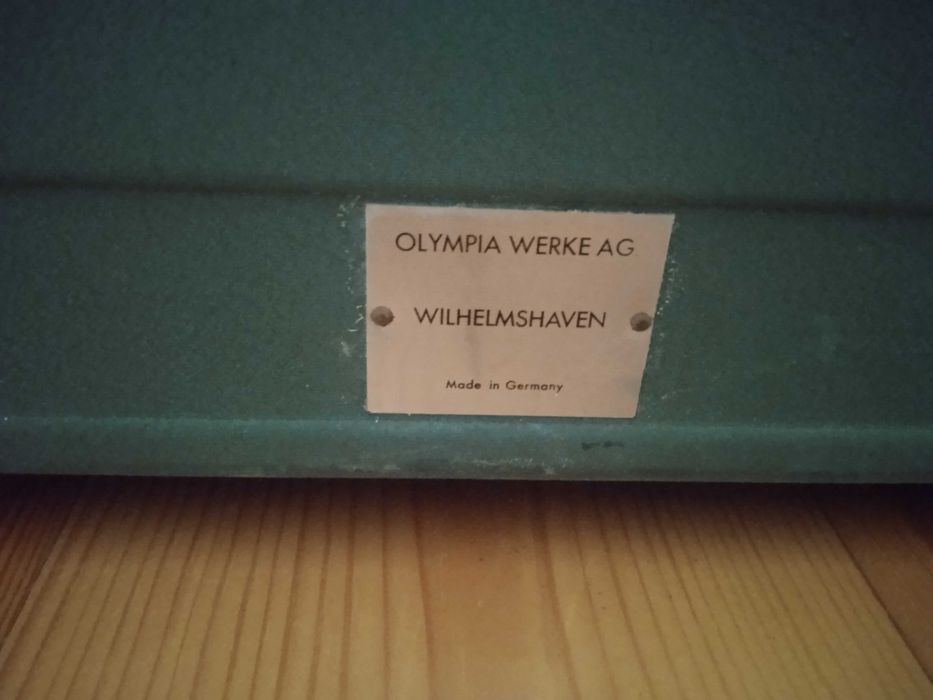 OLYMPIA WERKE AG
WILHELMSHAVEN
Made in Germany